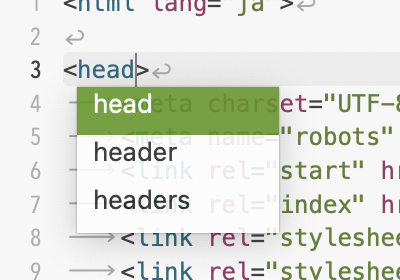 1 <html lang="ja">
2
3 <head>
head
header
headers
4 <meta charset="UTF-8
5 <meta name="robots"
6 <link rel="start" hr
7 <link rel="index" hr
8 <link rel="styleshee
9 <link rel="styleshee